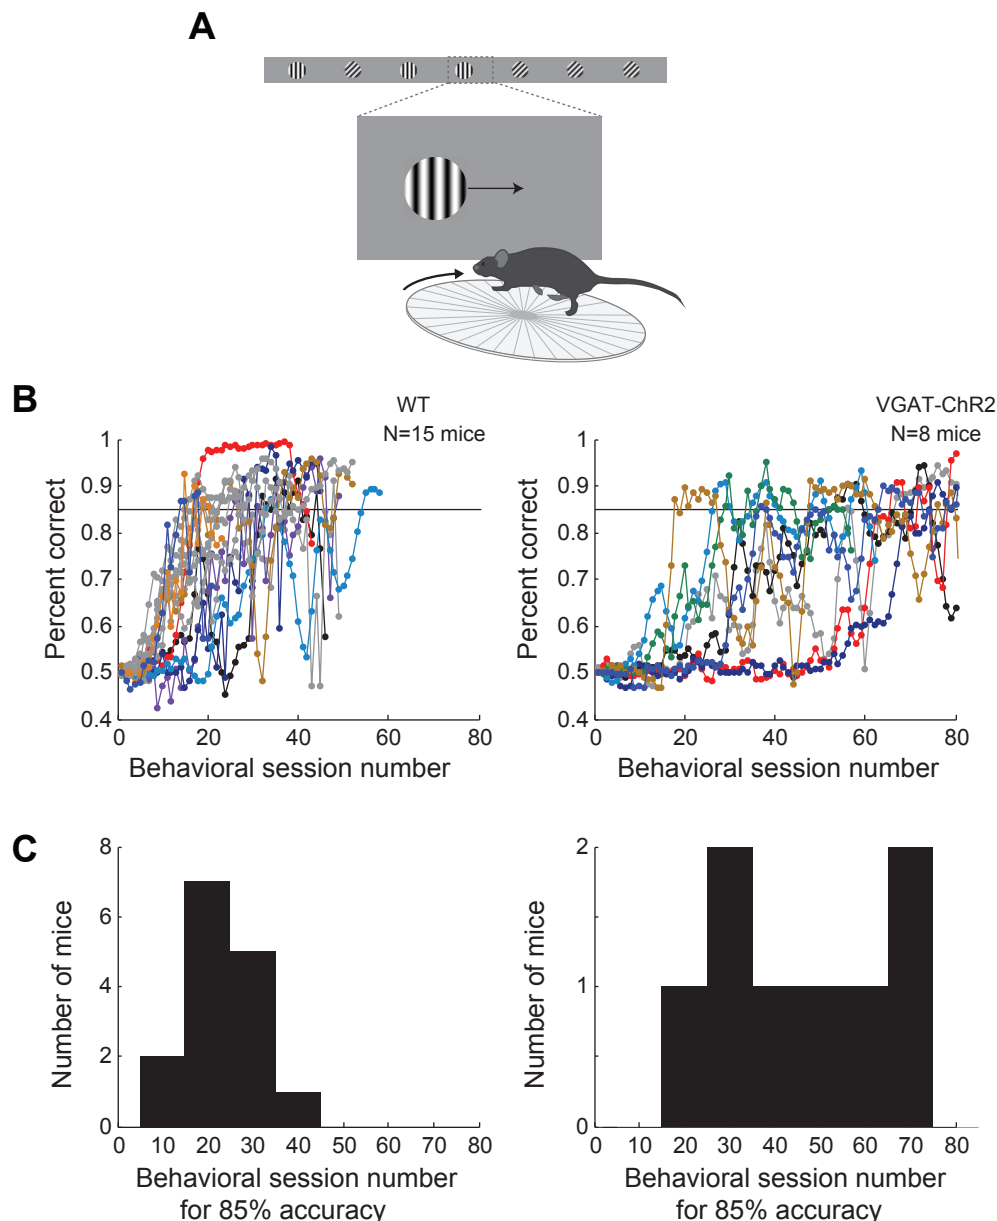 A
B
WT
N=15 mice
VGAT-ChR2
N=8 mice
Percent correct
1
0.9
0.8
0.7
0.6
0.5
0.4
0 20 40 60 80
Behavioral session number
Percent correct
1
0.9
0.8
0.7
0.6
0.5
0.4
0 20 40 60 80
Behavioral session number
C
Number of mice
8
6
4
2
0
0 10 20 30 40 50 60 70 80
Behavioral session number
for 85% accuracy
Number of mice
2
1
0
0 10 20 30 40 50 60 70 80
Behavioral session number
for 85% accuracy